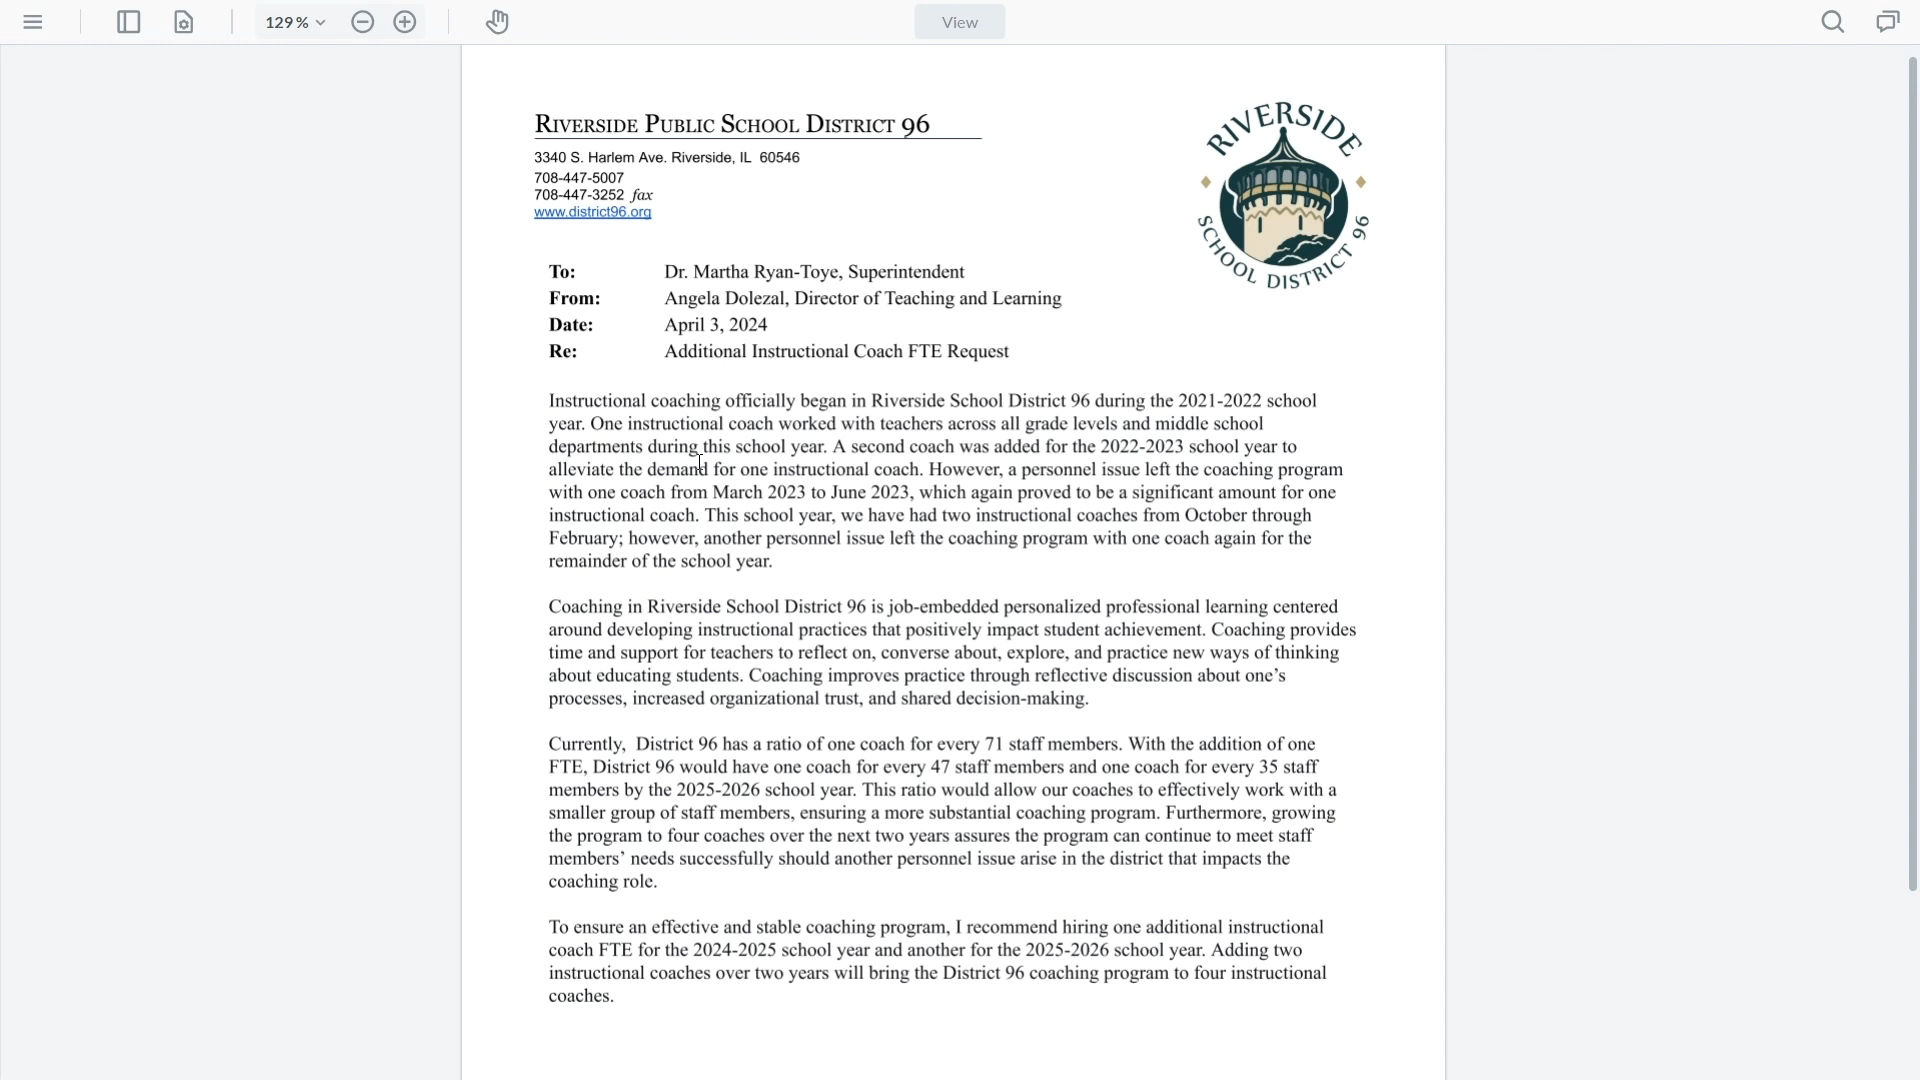 129 %
View
RIVERSIDE PUBLIC SCHOOL DISTRICT 96
3340 S. Harlem Ave. Riverside, IL  60546
708-447-5007
708-447-3252 fax
www.district96.org
RIVERSIDE
SCHOOL DISTRICT 96
To: Dr. Martha Ryan-Toye, Superintendent
From: Angela Dolezal, Director of Teaching and Learning
Date: April 3, 2024
Re: Additional Instructional Coach FTE Request
Instructional coaching officially began in Riverside School District 96 during the 2021-2022 school
year. One instructional coach worked with teachers across all grade levels and middle school
departments during this school year. A second coach was added for the 2022-2023 school year to
alleviate the demand for one instructional coach. However, a personnel issue left the coaching program
with one coach from March 2023 to June 2023, which again proved to be a significant amount for one
instructional coach. This school year, we have had two instructional coaches from October through
February; however, another personnel issue left the coaching program with one coach again for the
remainder of the school year.
Coaching in Riverside School District 96 is job-embedded personalized professional learning centered
around developing instructional practices that positively impact student achievement. Coaching provides
time and support for teachers to reflect on, converse about, explore, and practice new ways of thinking
about educating students. Coaching improves practice through reflective discussion about one’s
processes, increased organizational trust, and shared decision-making.
Currently,  District 96 has a ratio of one coach for every 71 staff members. With the addition of one
FTE, District 96 would have one coach for every 47 staff members and one coach for every 35 staff
members by the 2025-2026 school year. This ratio would allow our coaches to effectively work with a
smaller group of staff members, ensuring a more substantial coaching program. Furthermore, growing
the program to four coaches over the next two years assures the program can continue to meet staff
members’ needs successfully should another personnel issue arise in the district that impacts the
coaching role.
To ensure an effective and stable coaching program, I recommend hiring one additional instructional
coach FTE for the 2024-2025 school year and another for the 2025-2026 school year. Adding two
instructional coaches over two years will bring the District 96 coaching program to four instructional
coaches.